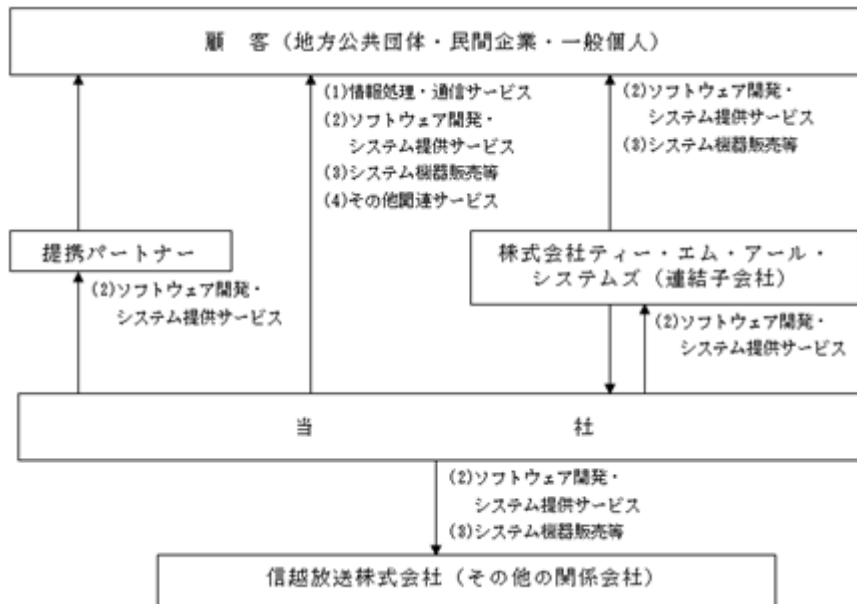 顧　客（地方公共団体・民間企業・一般個人）
(1)情報処理・通信サービス
(2)ソフトウェア開発・
システム提供サービス
(3)システム機器販売等
(4)その他関連サービス
(2)ソフトウェア開発・
システム提供サービス
(3)システム機器販売等
提携パートナー
株式会社ティー・エム・アール・
システムズ（連結子会社）
(2)ソフトウェア開発・
システム提供サービス
(2)ソフトウェア開発・
システム提供サービス
当　社
(2)ソフトウェア開発・
システム提供サービス
(3)システム機器販売等
信越放送株式会社（その他の関係会社）